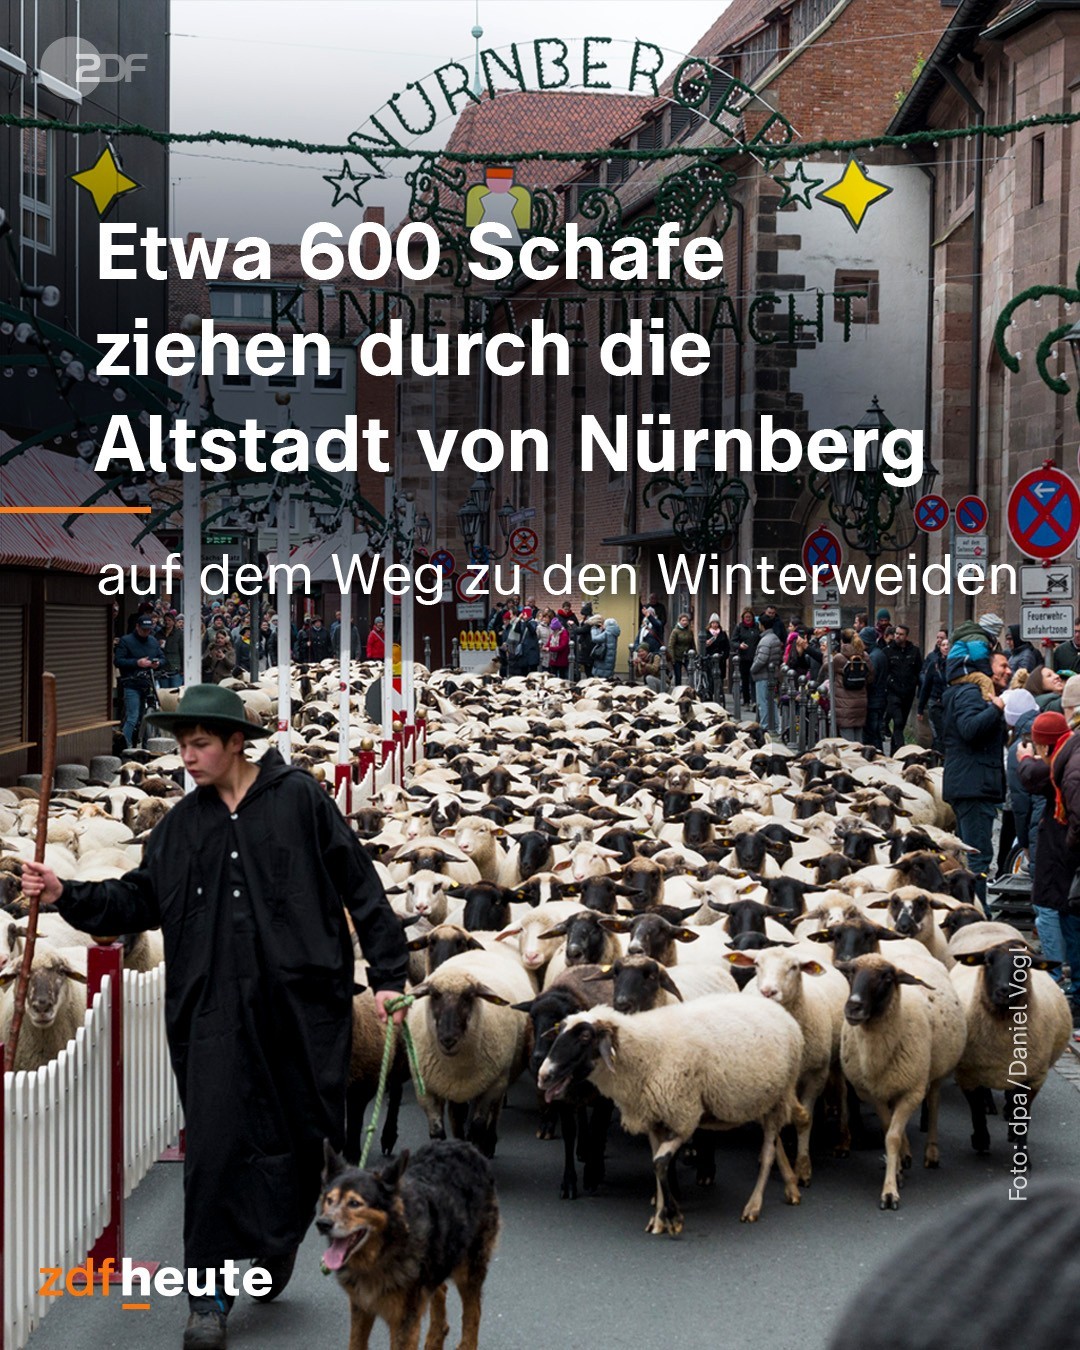 ZDF
NÜRNBERGER
Etwa 600 Schafe
KINDERWEIHNACHT
ziehen durch die
Altstadt von Nürnberg
auf dem Weg zu den Winterweiden
Feuerwehr-
anfahrtzone
Foto: dpa/Daniel Vogl
zdfheute